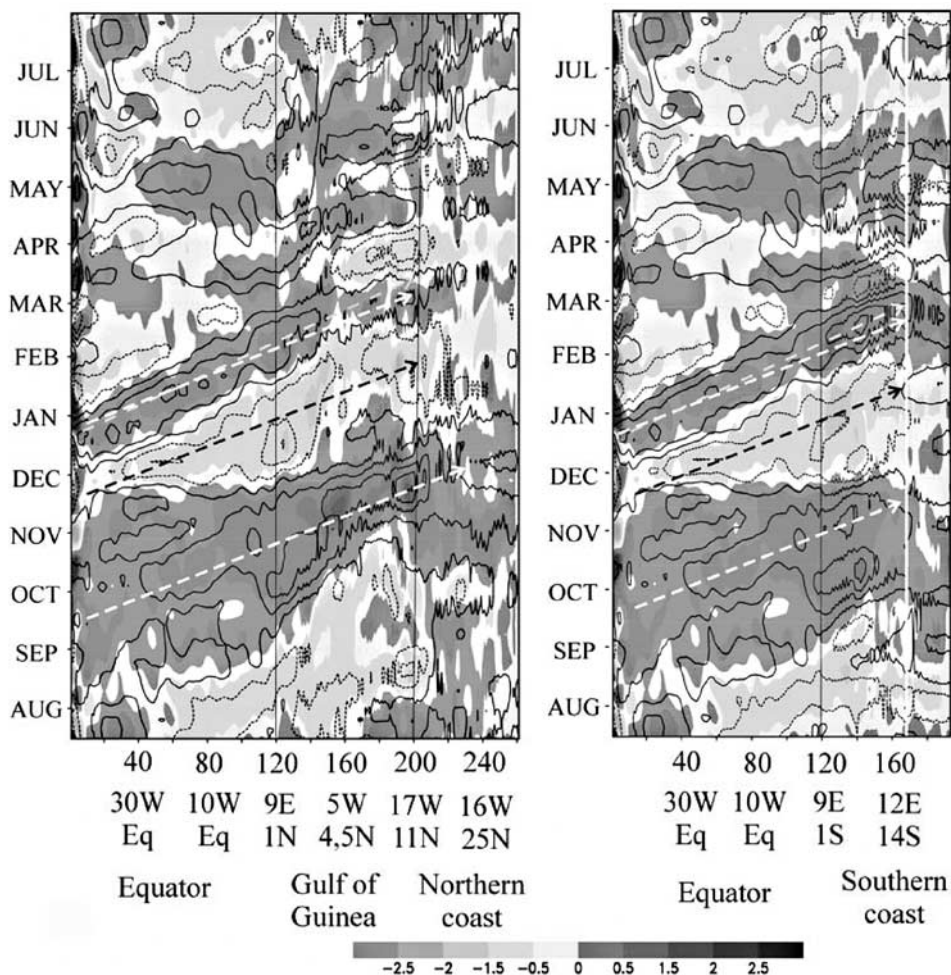 JUL
JUN
MAY
APR
MAR
FEB
JAN
DEC
NOV
OCT
SEP
AUG
40 80 120 160 200 240
30W 10W 9E 5W 17W 16W
Eq Eq 1N 4,5N 11N 25N
Equator Gulf of Guinea Northern coast
JUL
JUN
MAY
APR
MAR
FEB
JAN
DEC
NOV
OCT
SEP
AUG
40 80 120 160
30W 10W 9E 12E
Eq Eq 1S 14S
Equator Southern coast
-2.5 -1.5 -0.5 0 0.5 1.5 2.5